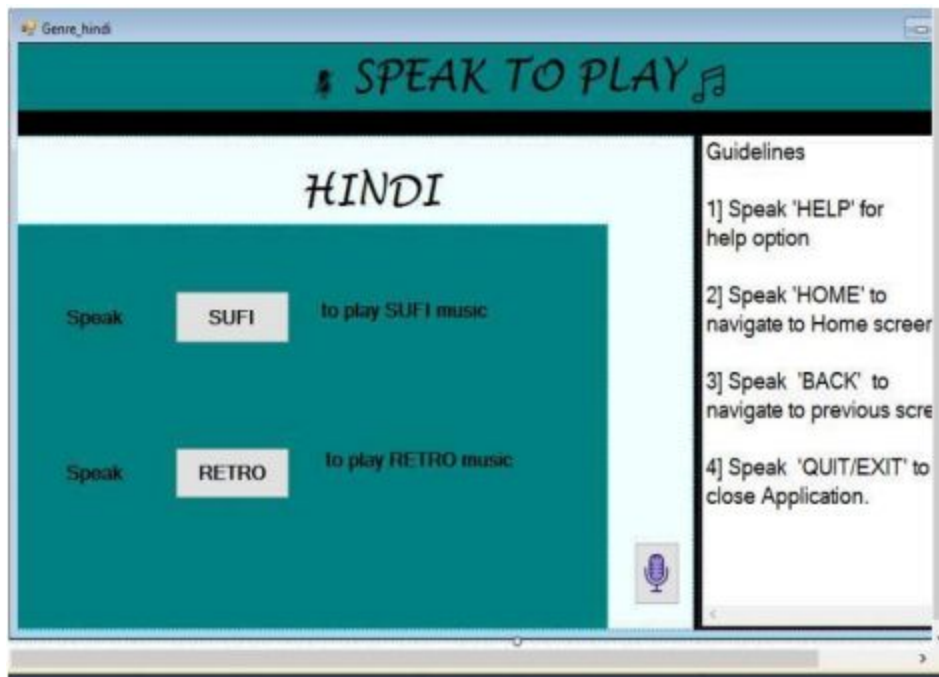 Genre_hindi
SPEAK TO PLAY
HINDI
Speak SUFI to play SUFI music
Speak RETRO to play RETRO music
Guidelines
1] Speak 'HELP' for
help option
2] Speak 'HOME' to
navigate to Home screen
3] Speak 'BACK' to
navigate to previous scre
4] Speak 'QUIT/EXIT' to
close Application.